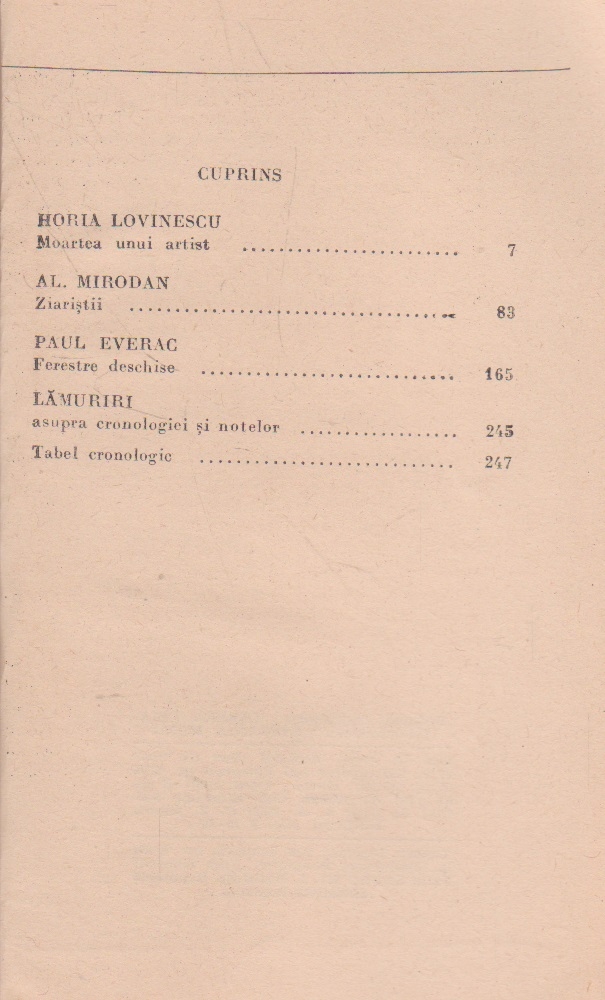 CUPRINS
HORIA LOVINESCU
Moartea unui artist ........................ 7
AL. MIRODAN
Ziariștii .................................... 83
PAUL EVERAC
Ferestre deschise ............................ 165
LĂMURIRI
asupra cronologiei și notelor .................. 245
Tabel cronologic ............................ 247